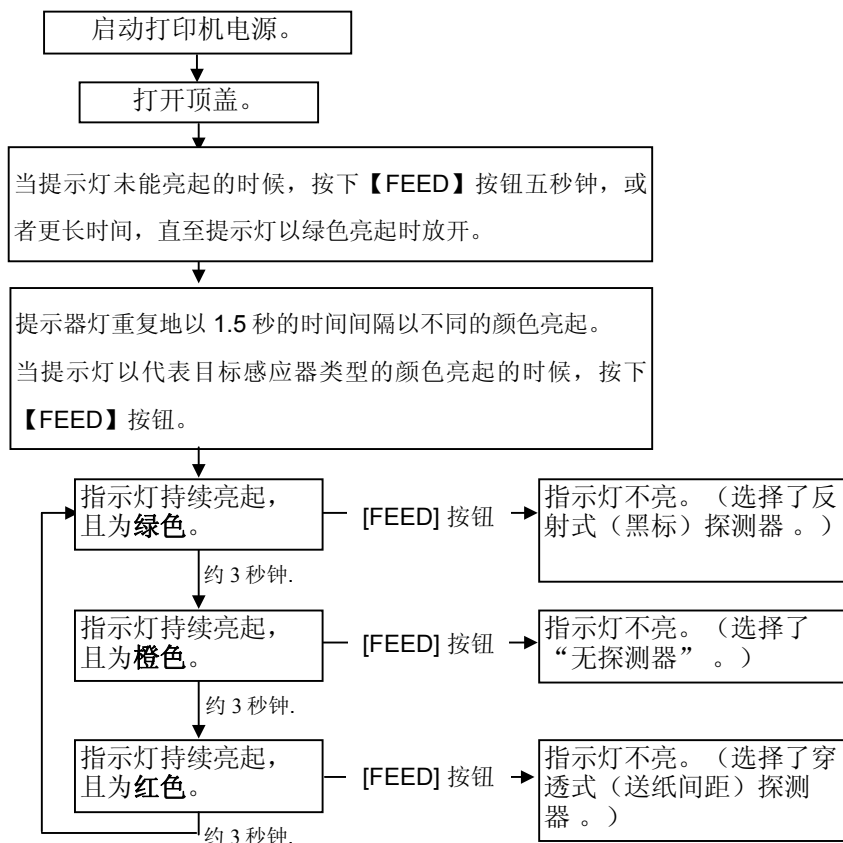 启动打印机电源。
打开顶盖。
当提示灯未能亮起的时候，按下【FEED】按钮五秒钟，或
者更长时间，直至提示灯以绿色亮起时放开。
提示器灯重复地以 1.5 秒的时间间隔以不同的颜色亮起。
当提示灯以代表目标感应器类型的颜色亮起的时候，按下
【FEED】按钮。
指示灯持续亮起，
且为绿色。
[FEED] 按钮
指示灯不亮。（选择了反
射式（黑标）探测器 。）
约 3 秒钟.
指示灯持续亮起，
且为橙色。
[FEED] 按钮
指示灯不亮。（选择了
“无探测器” 。）
约 3 秒钟.
指示灯持续亮起，
且为红色。
[FEED] 按钮
指示灯不亮。（选择了穿
透式（送纸间距）探测
器 。）
约 3 秒钟.